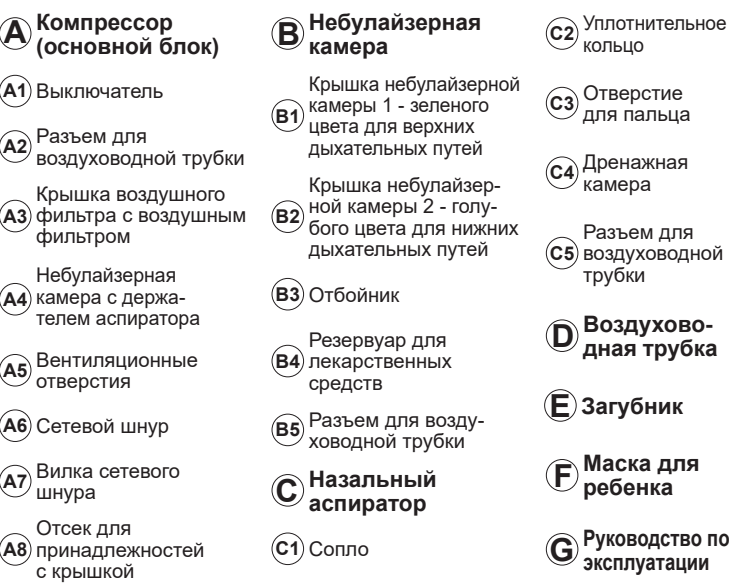 A Компрессор
(основной блок)
A1 Выключатель
A2 Разъем для
воздуховодной трубки
A3 Крышка воздушного
фильтра с воздушным
фильтром
A4 Небулайзерная
камера с держа-
телем аспиратора
A5 Вентиляционные
отверстия
A6 Сетевой шнур
A7 Вилка сетевого
шнура
A8 Отсек для
принадлежностей
с крышкой
B Небулайзерная
камера
B1 Крышка небулайзерной
камеры 1 - зеленого
цвета для верхних
дыхательных путей
B2 Крышка небулайзер-
ной камеры 2 - голу-
бого цвета для нижних
дыхательных путей
B3 Отбойник
B4 Резервуар для
лекарственных
средств
B5 Разъем для возду-
ховодной трубки
C Назальный
аспиратор
C1 Сопло
C2 Уплотнительное
кольцо
C3 Отверстие
для пальца
C4 Дренажная
камера
C5 Разъем для
воздуховодной
трубки
D Воздухово-
дная трубка
E Загубник
F Маска для
ребенка
G Руководство по
эксплуатации